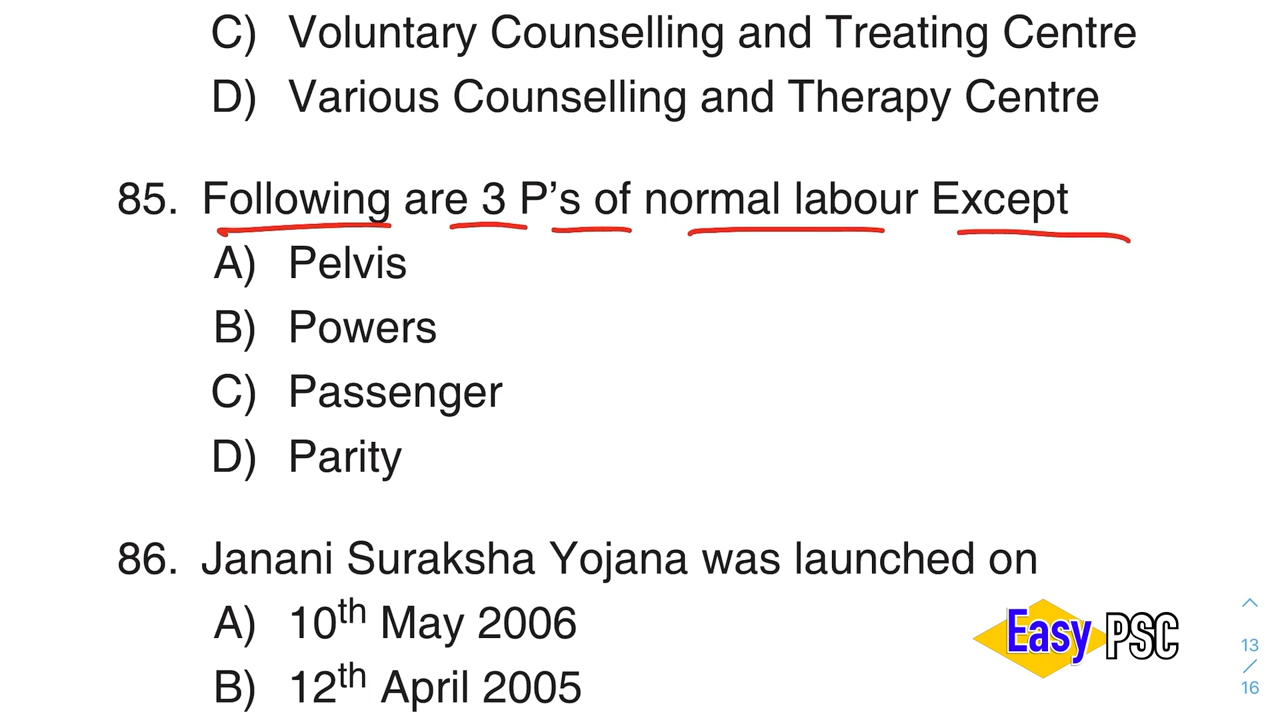 C) Voluntary Counselling and Treating Centre
D) Various Counselling and Therapy Centre
85. Following are 3 P’s of normal labour Except
A) Pelvis
B) Powers
C) Passenger
D) Parity
86. Janani Suraksha Yojana was launched on
A) 10th May 2006
B) 12th April 2005
Easy PSC
13
/
16